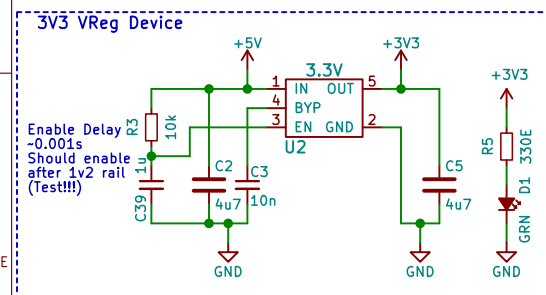 3V3 VReg Device
+5V
+3V3
3.3V
+3V3
1
IN
OUT
5
4
BYP
3
EN
GND
2
U2
R3
10k
Enable Delay
~0.001s
Should enable
after 1v2 rail
(Test!!!)
1u
C39
C2
4u7
C3
10n
C5
4u7
R5
330E
D1
GRN
GND
GND
GND
E